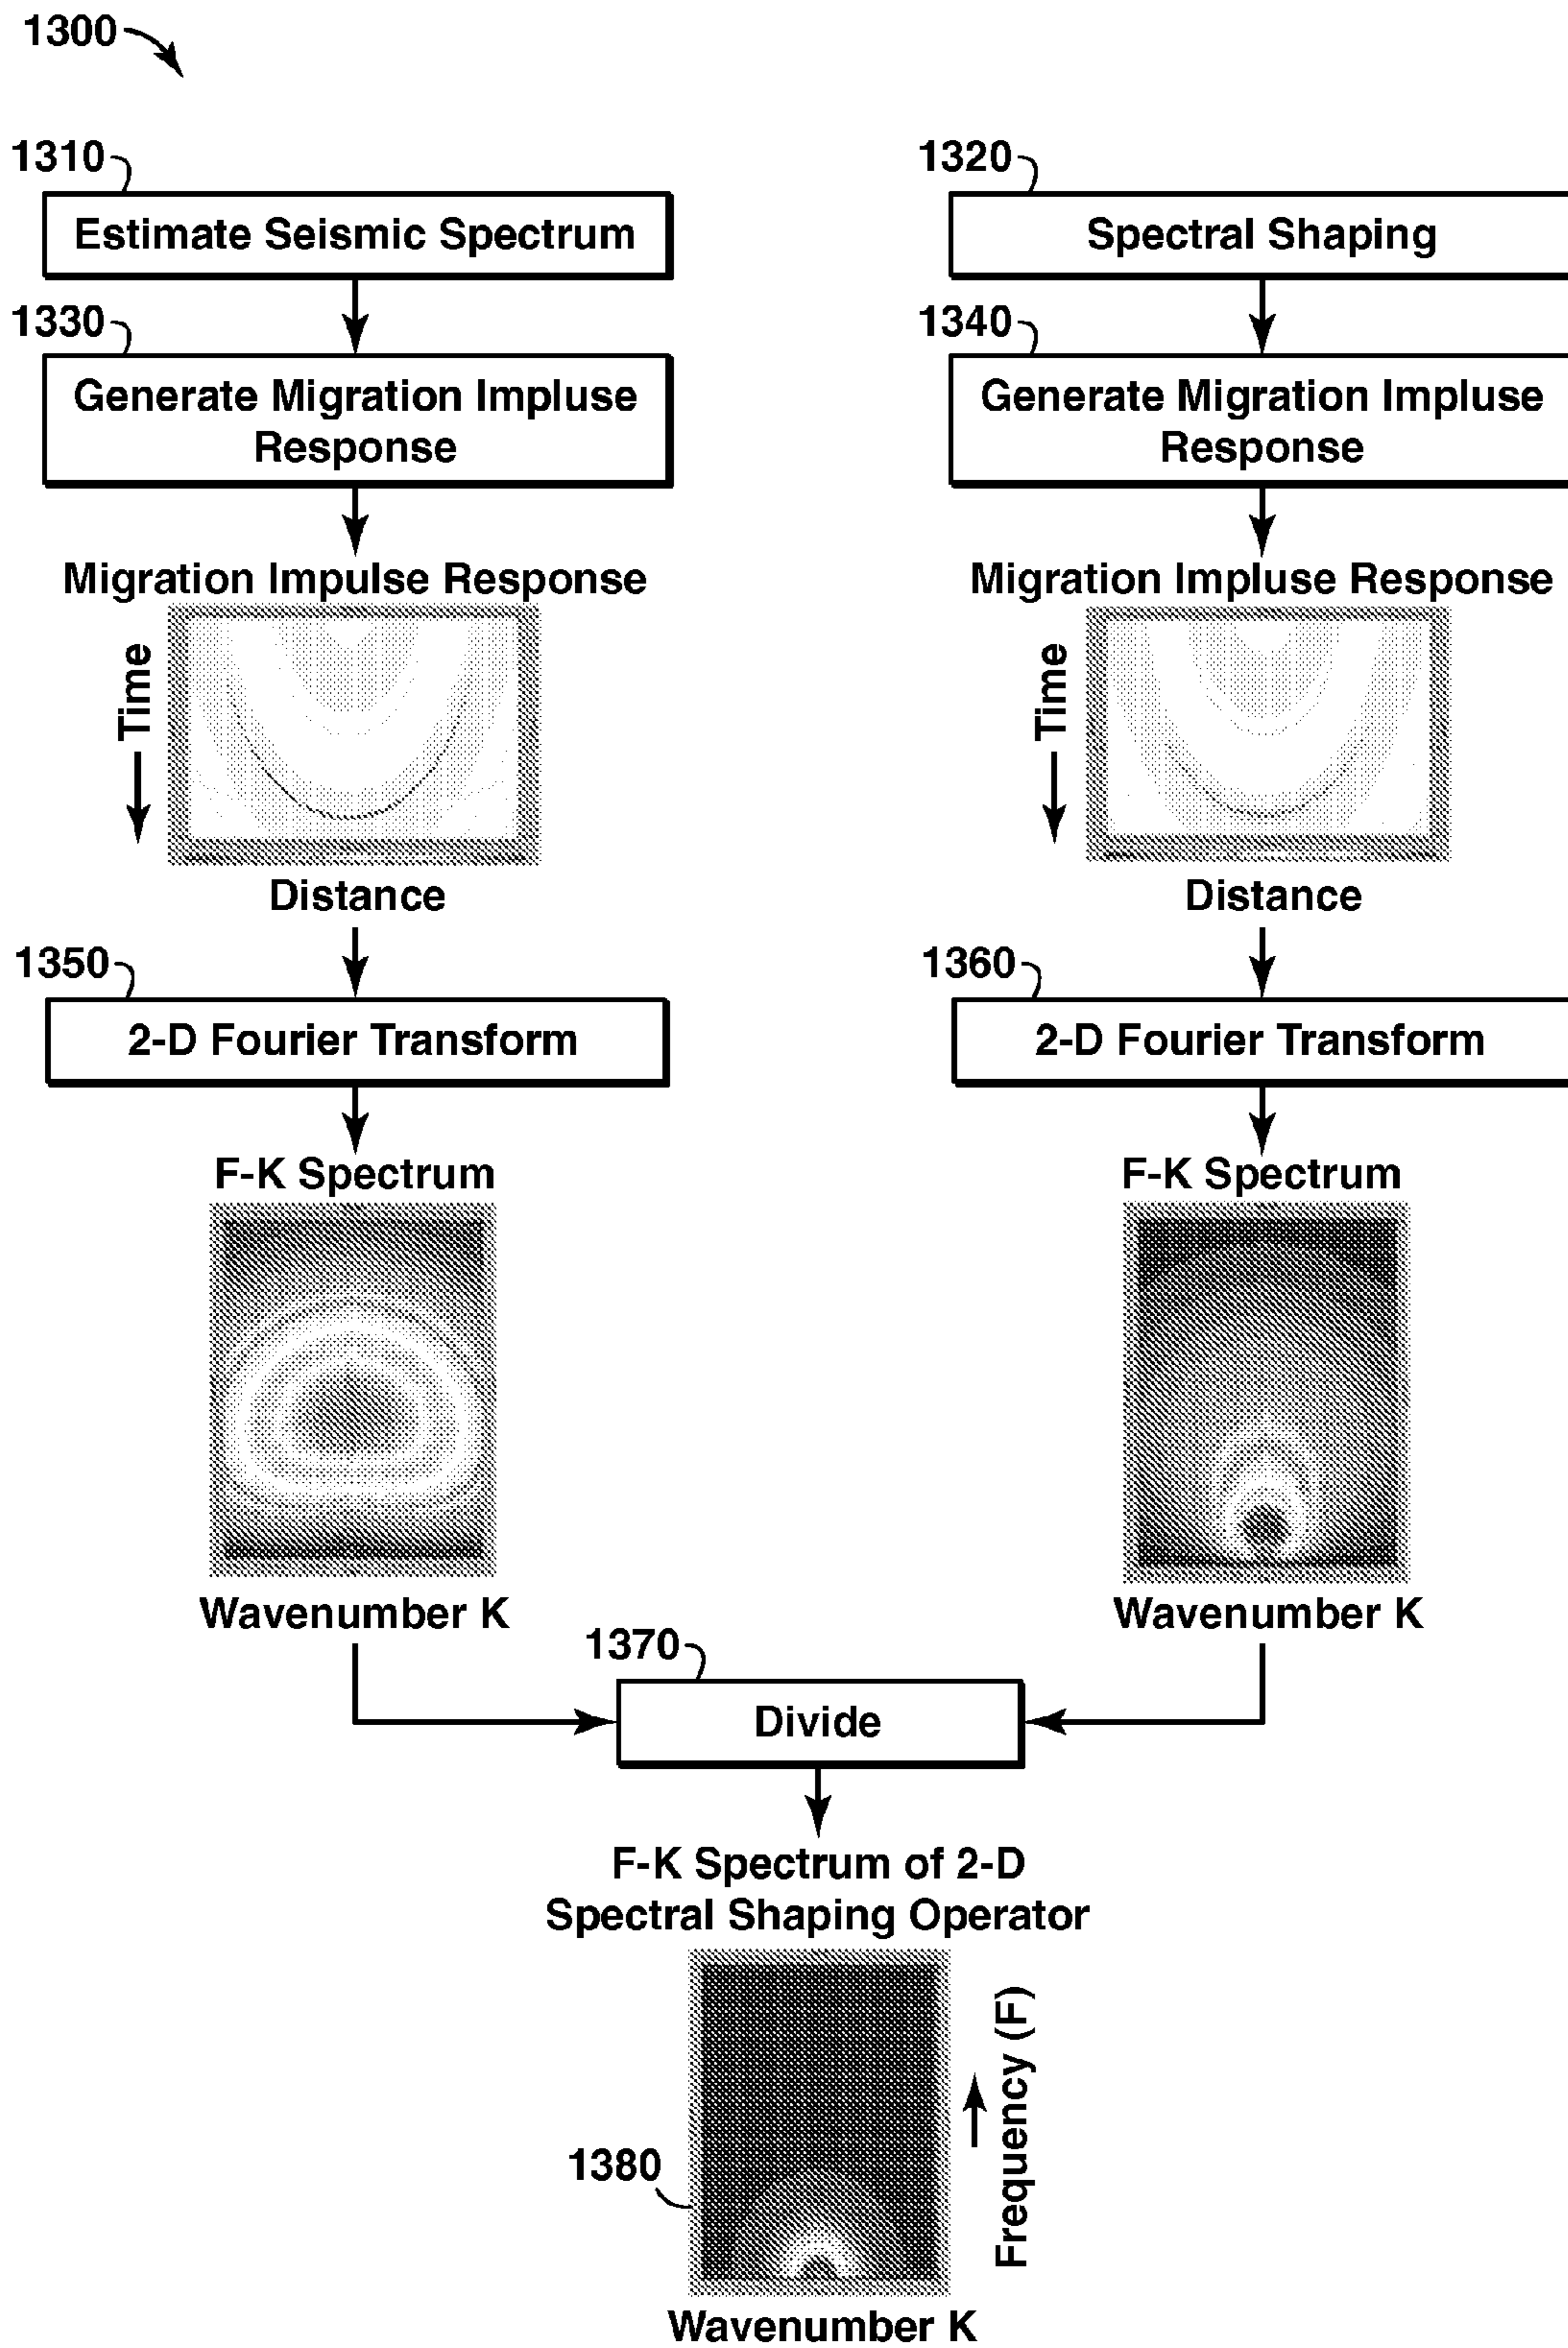 1300
1310
Estimate Seismic Spectrum
1330
Generate Migration Impluse
Response
Migration Impulse Response
Time
Distance
1350
2-D Fourier Transform
F-K Spectrum
Wavenumber K
1320
Spectral Shaping
1340
Generate Migration Impluse
Response
Migration Impluse Response
Time
Distance
1360
2-D Fourier Transform
F-K Spectrum
Wavenumber K
1370
Divide
F-K Spectrum of 2-D
Spectral Shaping Operator
1380
Frequency (F)
Wavenumber K